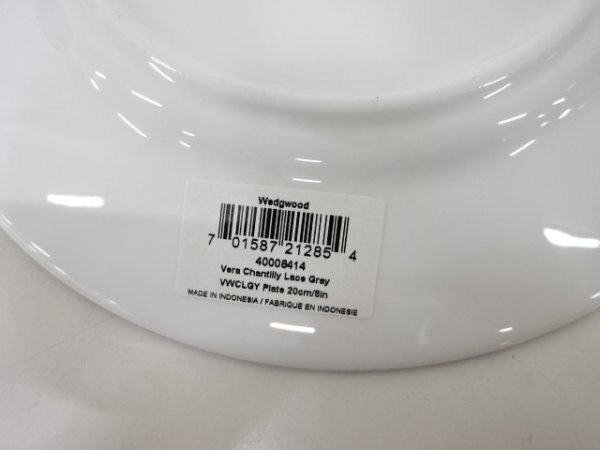 Wedgwood
7 01587 21285 4
40008414
Vera Chantilly Lace Gray
VWCLGY Plate 20cm/8in
MADE IN INDONESIA / FABRIQUE EN INDONESIE